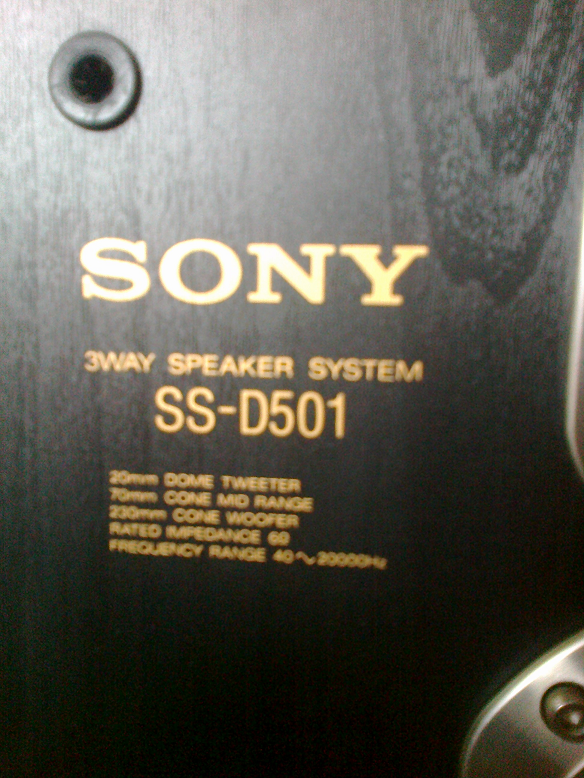 SONY
3WAY SPEAKER SYSTEM
SS-D501
20mm DOME TWEETER
70mm CONE MID RANGE
230mm CONE WOOFER
RATED IMPEDANCE 6Ω
FREQUENCY RANGE 40~20000Hz